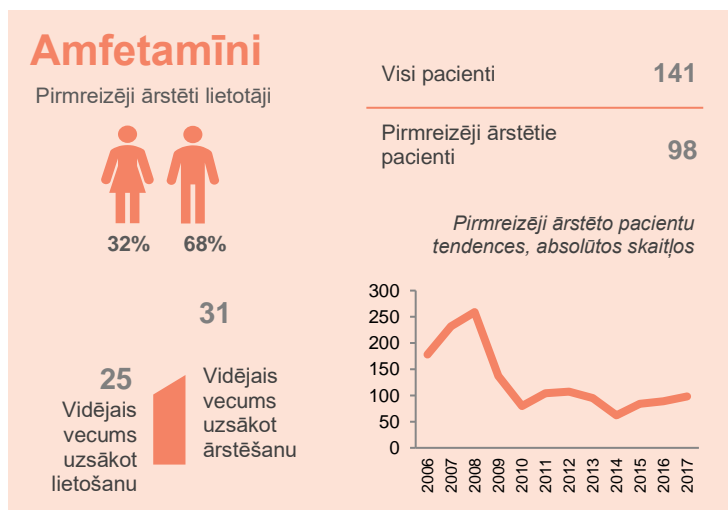 Amfetamīni
Pirmreizēji ārstēti lietotāji
32% 68%
31
25
Vidējais
vecums
uzsākot
lietošanu
Vidējais
vecums
uzsākot
ārstēšanu
Visi pacienti 141
Pirmreizēji ārstētie
pacienti 98
Pirmreizēji ārstēto pacientu
tendences, absolūtos skaitļos
300
250
200
150
100
50
0
2006 2007 2008 2009 2010 2011 2012 2013 2014 2015 2016 2017